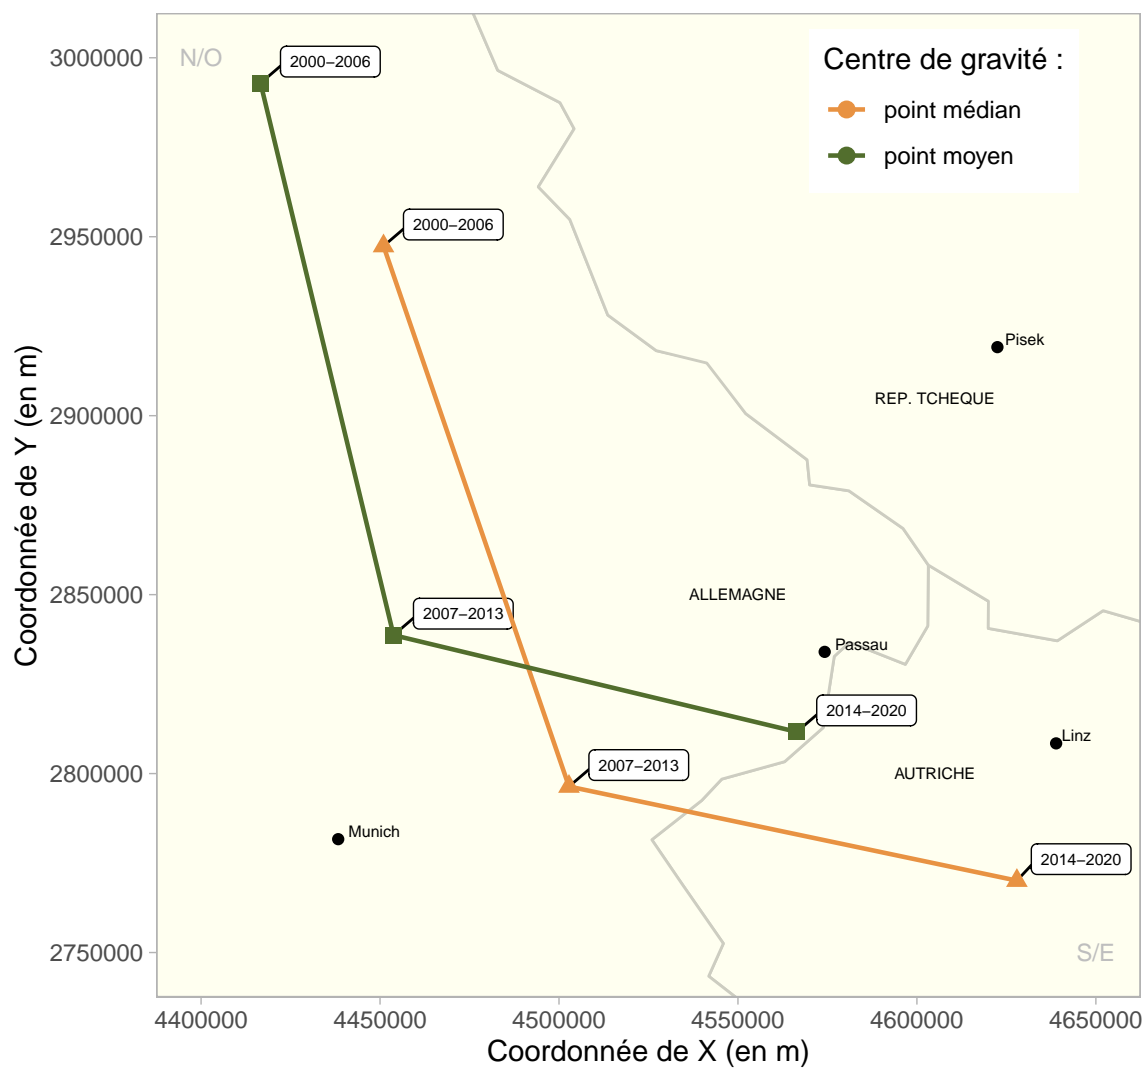 N/O
2000–2006
Centre de gravité :
point médian
point moyen
2000–2006
Pisek
REP. TCHEQUE
ALLEMAGNE
2007–2013
Passau
2014–2020
Linz
2007–2013
AUTRICHE
Munich
2014–2020
S/E
3000000
2950000
2900000
2850000
2800000
2750000
Coordonnée de Y (en m)
4400000 4450000 4500000 4550000 4600000 4650000
Coordonnée de X (en m)